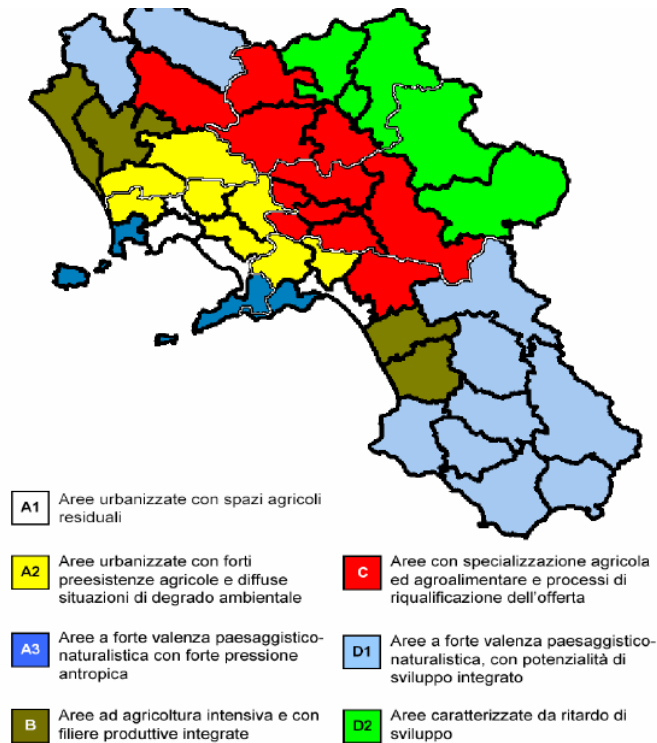 A1 Aree urbanizzate con spazi agricoli
residuali
A2 Aree urbanizzate con forti
preesistenze agricole e diffuse
situazioni di degrado ambientale
A3 Aree a forte valenza paesaggistico-
naturalistica con forte pressione
antropica
B Aree ad agricoltura intensiva e con
filiere produttive integrate
C Aree con specializzazione agricola
ed agroalimentare e processi di
riqualificazione dell'offerta
D1 Aree a forte valenza paesaggistico-
naturalistica, con potenzialità di
sviluppo integrato
D2 Aree caratterizzate da ritardo di
sviluppo